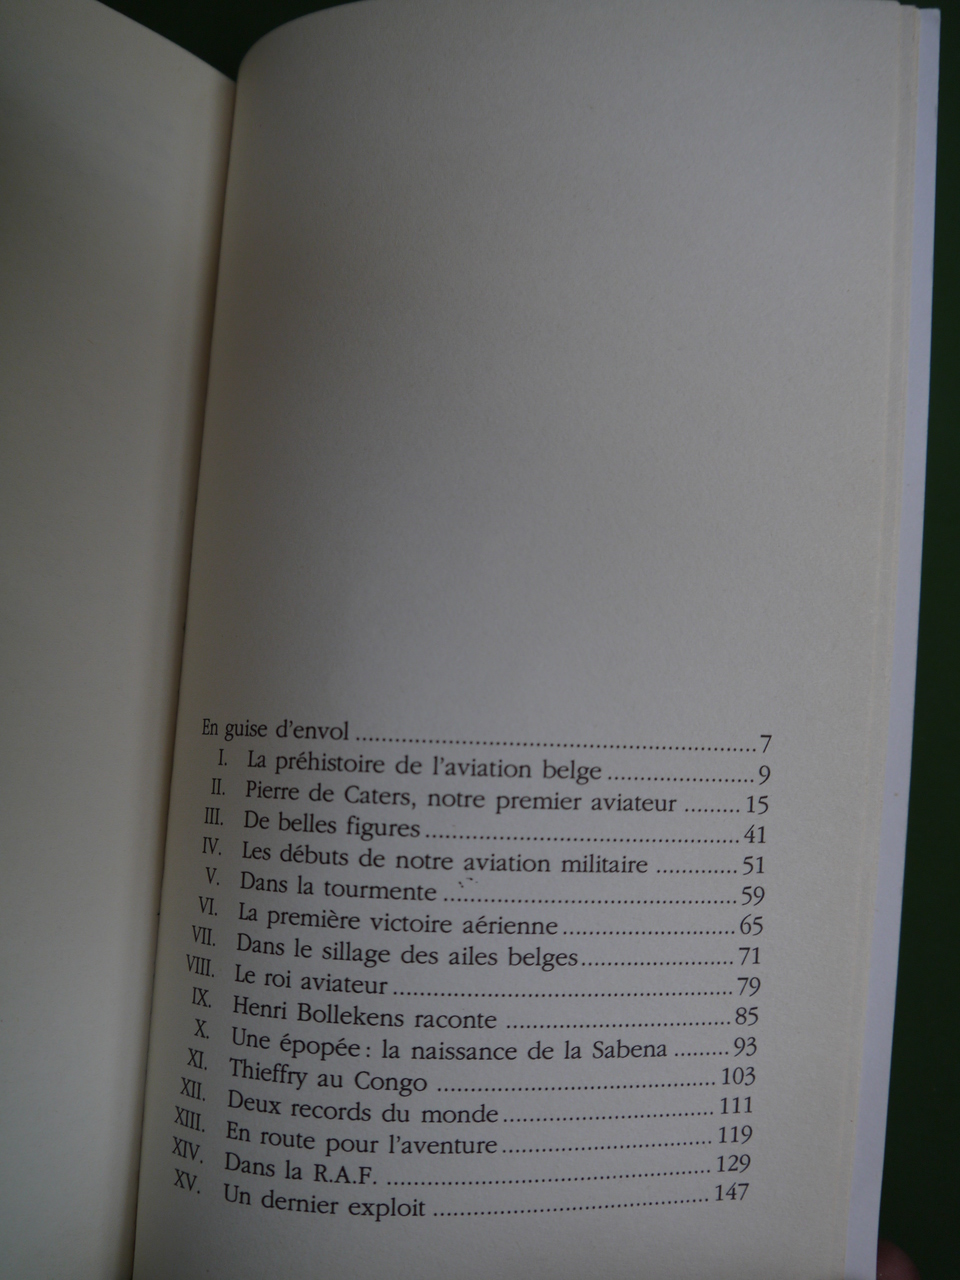 En guise d'envol ........ 7
I. La préhistoire de l'aviation belge ........ 9
II. Pierre de Caters, notre premier aviateur ........ 15
III. De belles figures ........ 41
IV. Les débuts de notre aviation militaire ........ 51
V. Dans la tourmente ........ 59
VI. La première victoire aérienne ........ 65
VII. Dans le sillage des ailes belges ........ 71
VIII. Le roi aviateur ........ 79
IX. Henri Bollekens raconte ........ 85
X. Une épopée : la naissance de la Sabena ........ 93
XI. Thieffry au Congo ........ 103
XII. Deux records du monde ........ 111
XIII. En route pour l'aventure ........ 119
XIV. Dans la R.A.F. ........ 129
XV. Un dernier exploit ........ 147